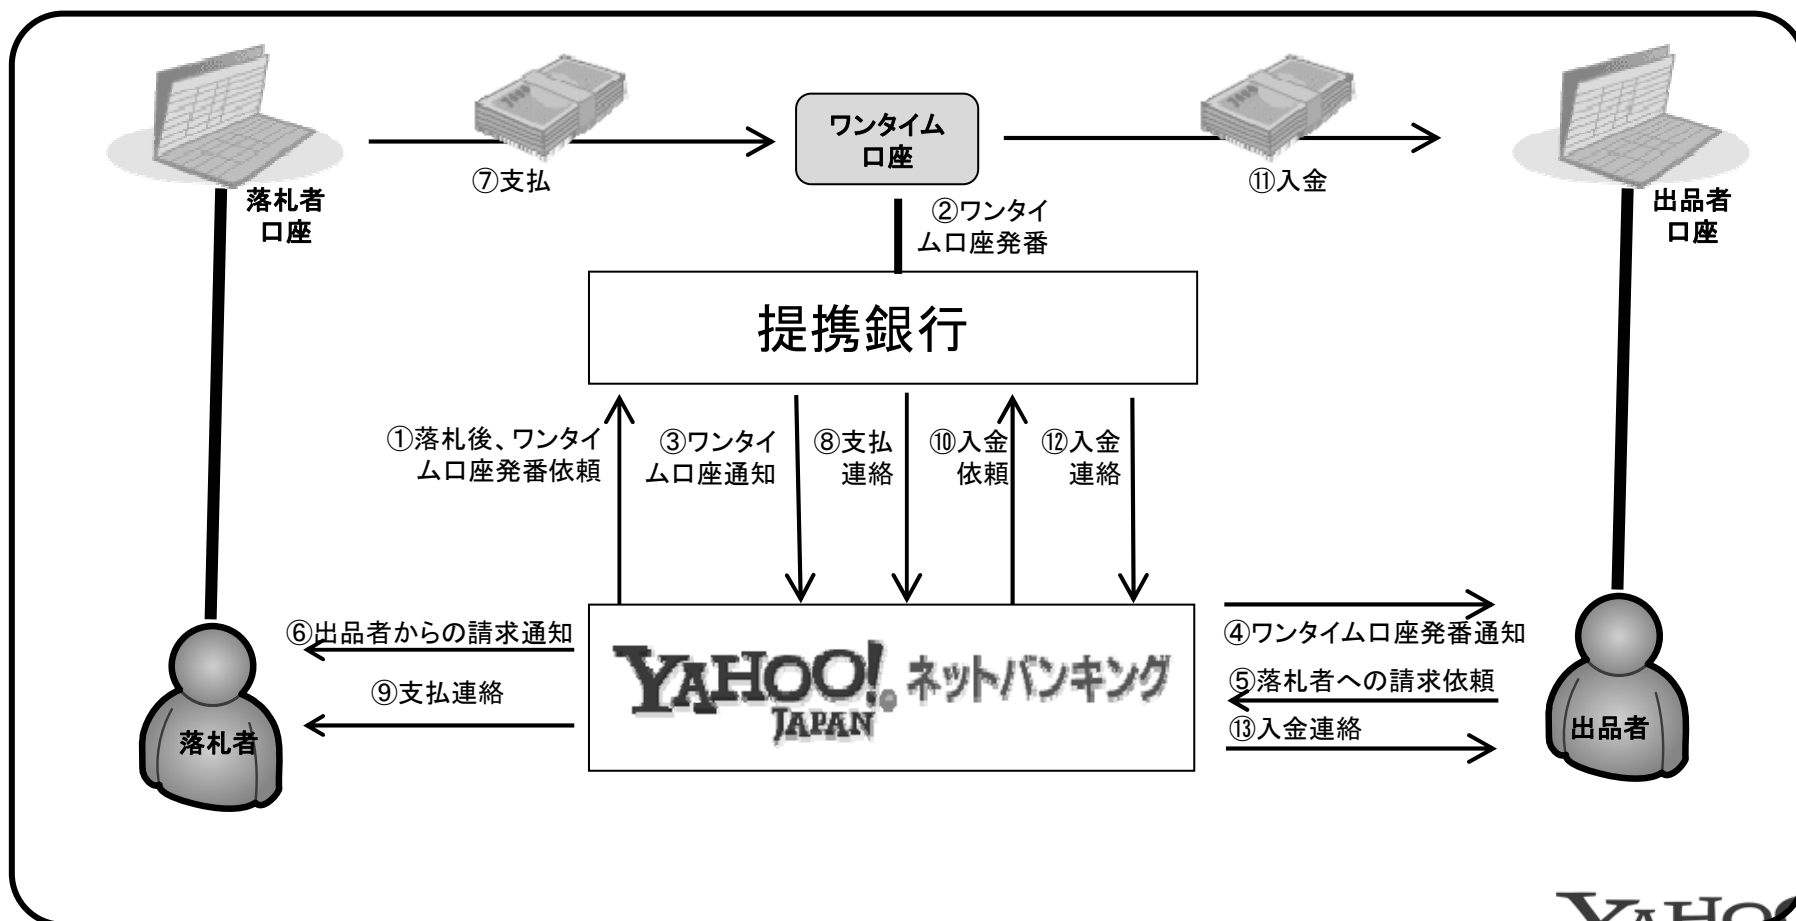 ワンタイム
口座
⑦支払
⑪入金
落札者
口座
出品者
口座
②ワンタイ
ム口座発番
提携銀行
①落札後、ワンタイ
ム口座発番依頼
③ワンタイ
ム口座通知
⑧支払
連絡
⑩入金
依頼
⑫入金
連絡
⑥出品者からの請求通知
⑨支払連絡
YAHOO! ネットバンキング
JAPAN
④ワンタイム口座発番通知
⑤落札者への請求依頼
⑬入金連絡
落札者
出品者